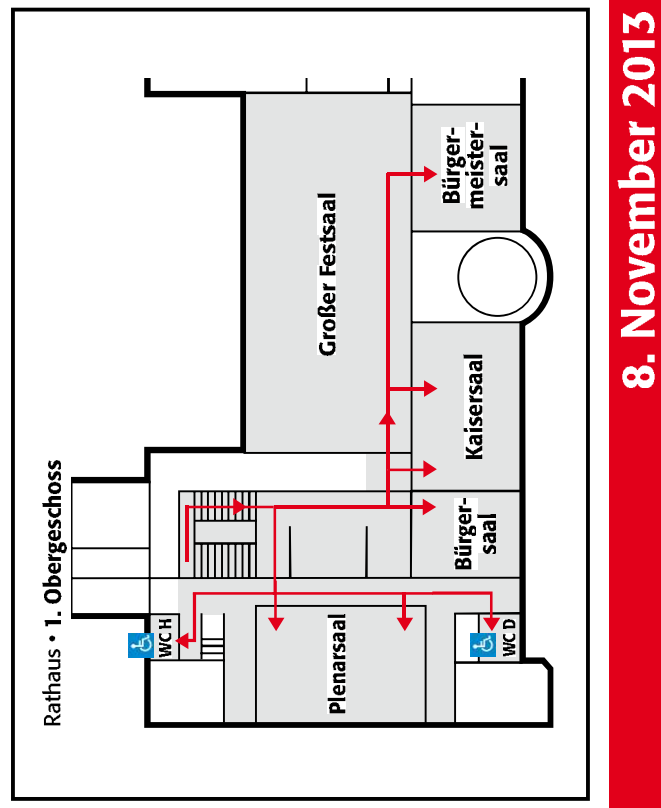 8. November 2013
Rathaus • 1. Obergeschoss
Großer Festsaal
Bürger-
meister-
saal
Kaisersaal
Bürger-
saal
Plenarsaal
WC H
WC D